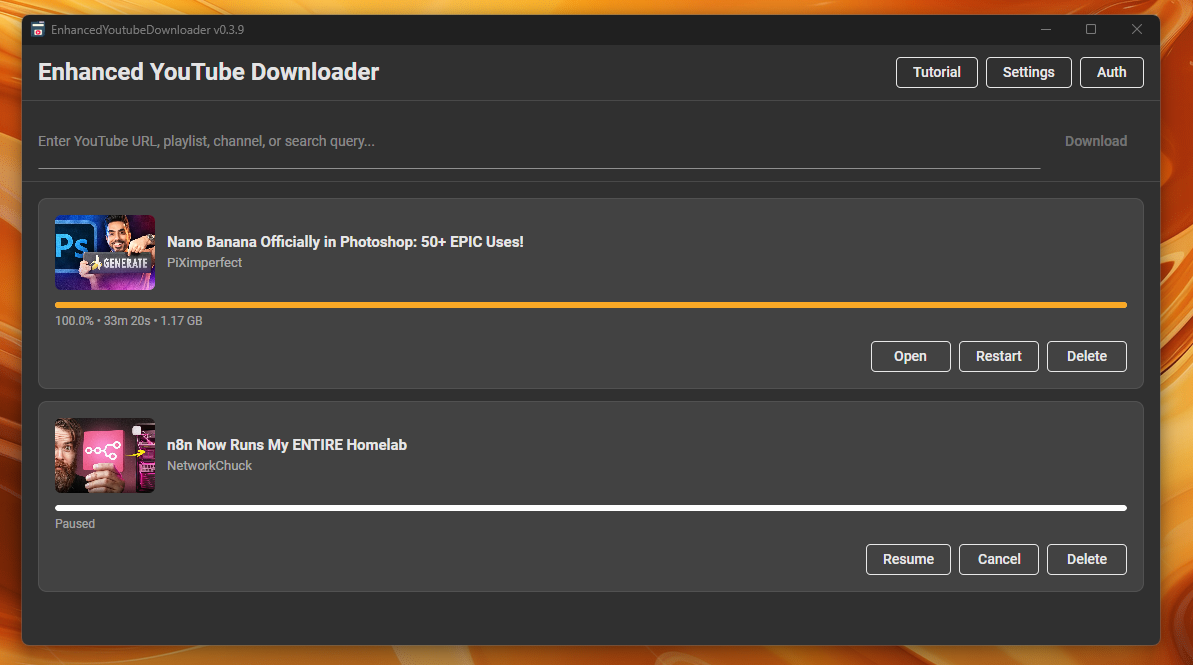 EnhancedYoutubeDownloader v0.3.9
Enhanced YouTube Downloader
Tutorial
Settings
Auth
Enter YouTube URL, playlist, channel, or search query...
Download
Ps
GENERATE
Nano Banana Officially in Photoshop: 50+ EPIC Uses!
PiXimperfect
100.0% • 33m 20s • 1.17 GB
Open
Restart
Delete
n8n Now Runs My ENTIRE Homelab
NetworkChuck
Paused
Resume
Cancel
Delete